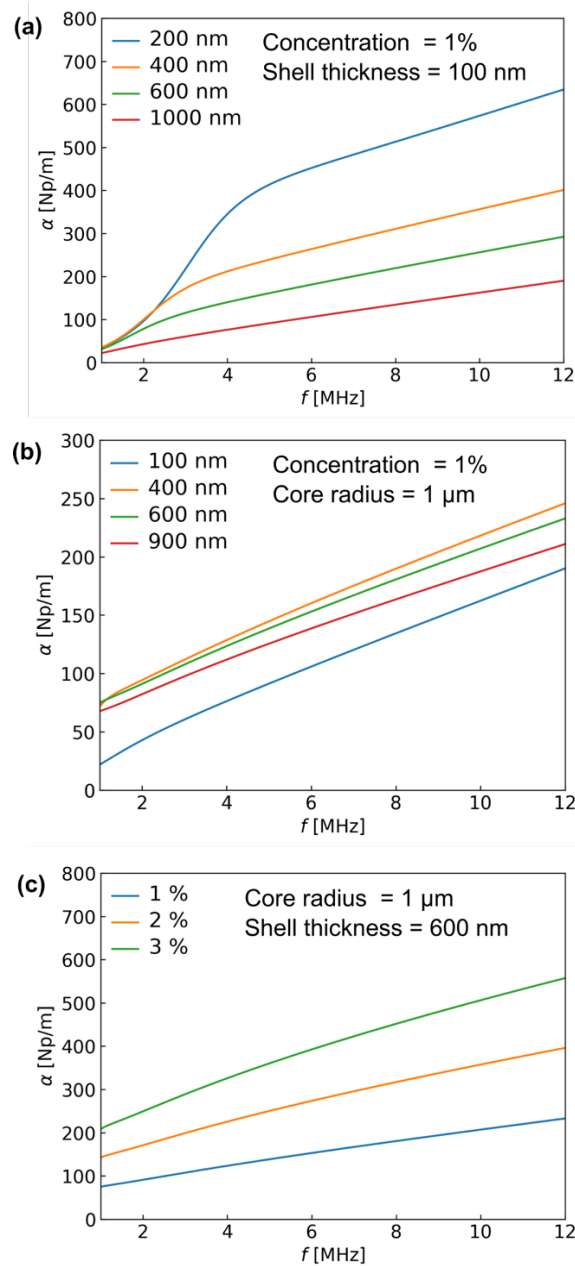 (a)
800
700
600
500
400
300
200
100
0
α [Np/m]
200 nm
400 nm
600 nm
1000 nm
Concentration = 1%
Shell thickness = 100 nm
2 4 6 8 10 12
f [MHz]
(b)
300
250
200
150
100
50
0
α [Np/m]
100 nm
400 nm
600 nm
900 nm
Concentration = 1%
Core radius = 1 µm
2 4 6 8 10 12
f [MHz]
(c)
800
700
600
500
400
300
200
100
0
α [Np/m]
1 %
2 %
3 %
Core radius = 1 µm
Shell thickness = 600 nm
2 4 6 8 10 12
f [MHz]